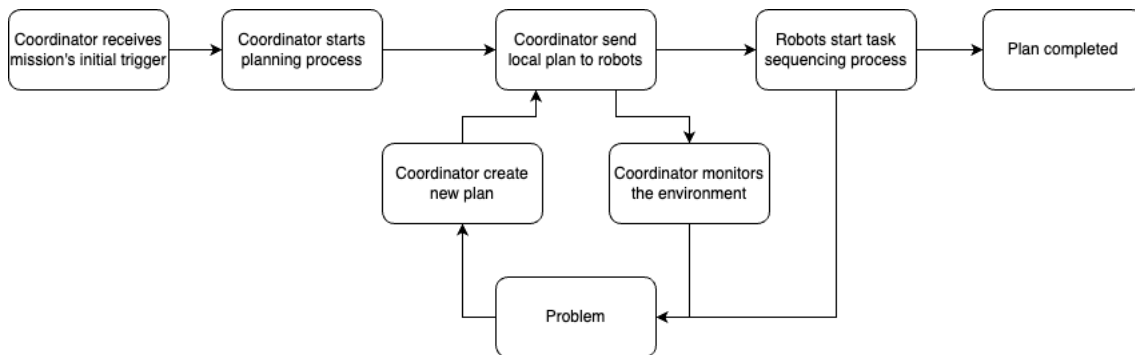 Coordinator receives
mission's initial trigger
Coordinator starts
planning process
Coordinator send
local plan to robots
Robots start task
sequencing process
Plan completed
Coordinator create
new plan
Coordinator monitors
the environment
Problem